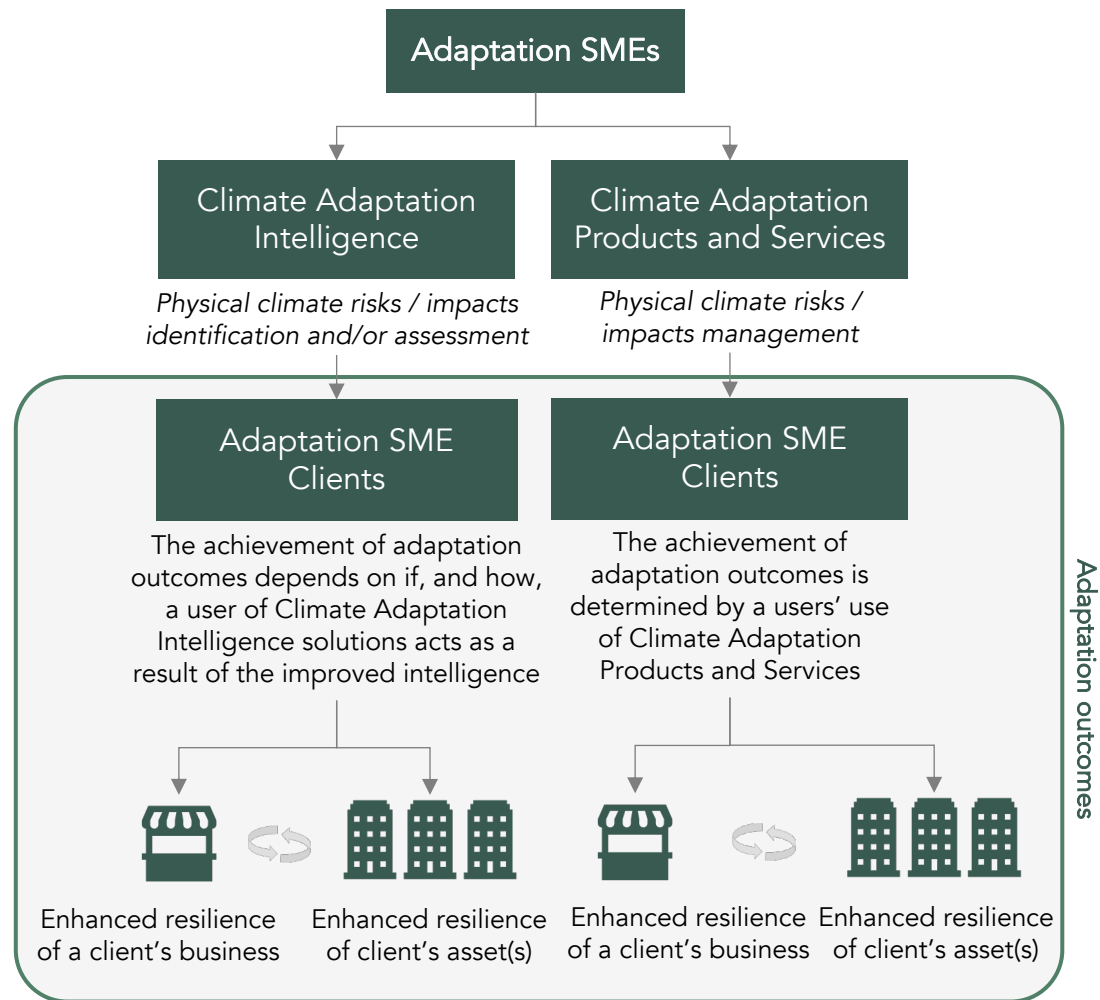 Adaptation SMEs
Climate Adaptation
Intelligence
Climate Adaptation
Products and Services
Physical climate risks / impacts
identification and/or assessment
Physical climate risks /
impacts management
Adaptation SME
Clients
Adaptation SME
Clients
The achievement of adaptation
outcomes depends on if, and how,
a user of Climate Adaptation
Intelligence solutions acts as a
result of the improved intelligence
The achievement of
adaptation outcomes is
determined by a users’ use
of Climate Adaptation
Products and Services
Adaptation outcomes
Enhanced resilience
of a client’s business
Enhanced resilience
of client’s asset(s)
Enhanced resilience
of a client’s business
Enhanced resilience
of client’s asset(s)